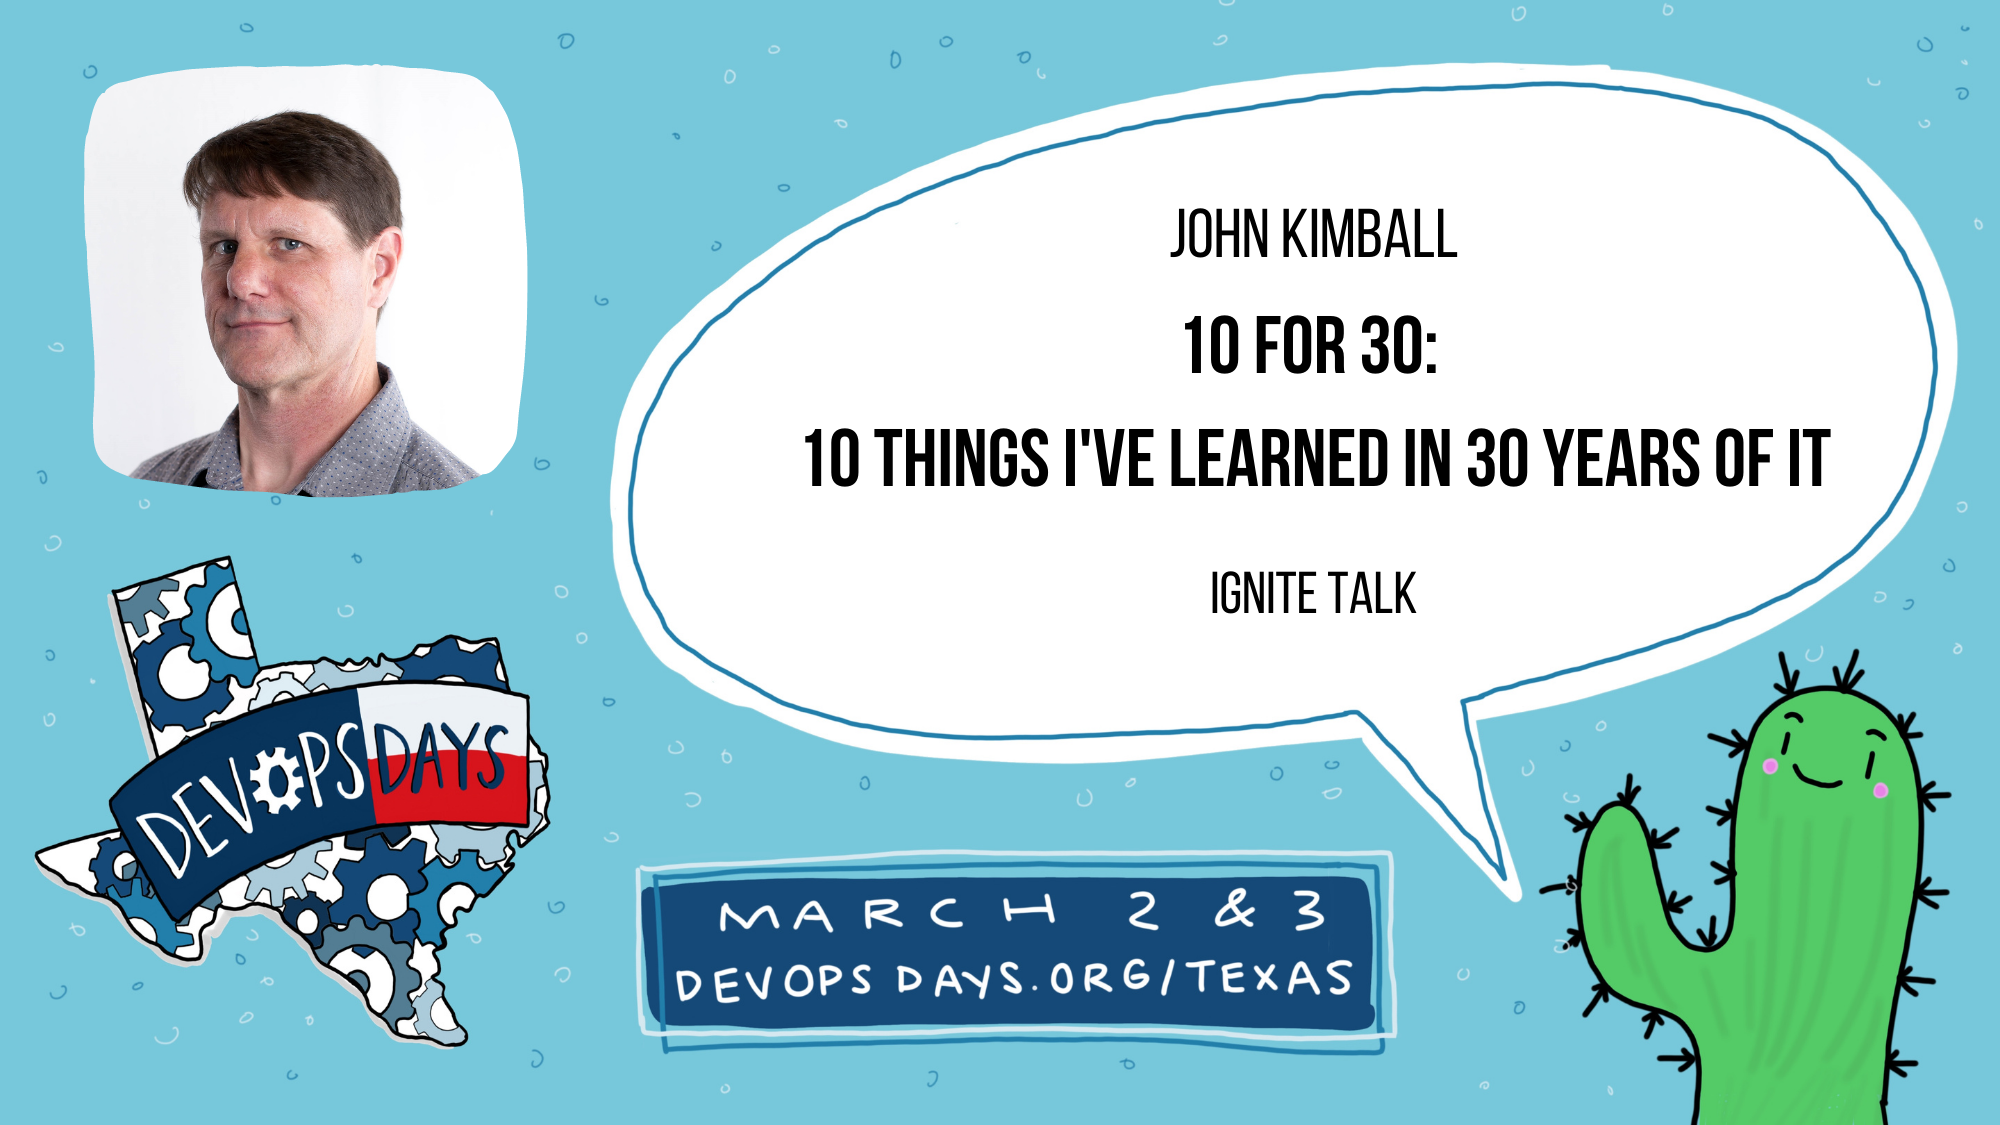 JOHN KIMBALL
10 FOR 30:
10 THINGS I'VE LEARNED IN 30 YEARS OF IT
IGNITE TALK
DEVOPSDAYS
MARCH 2 & 3
DEVOPS DAYS.ORG/TEXAS